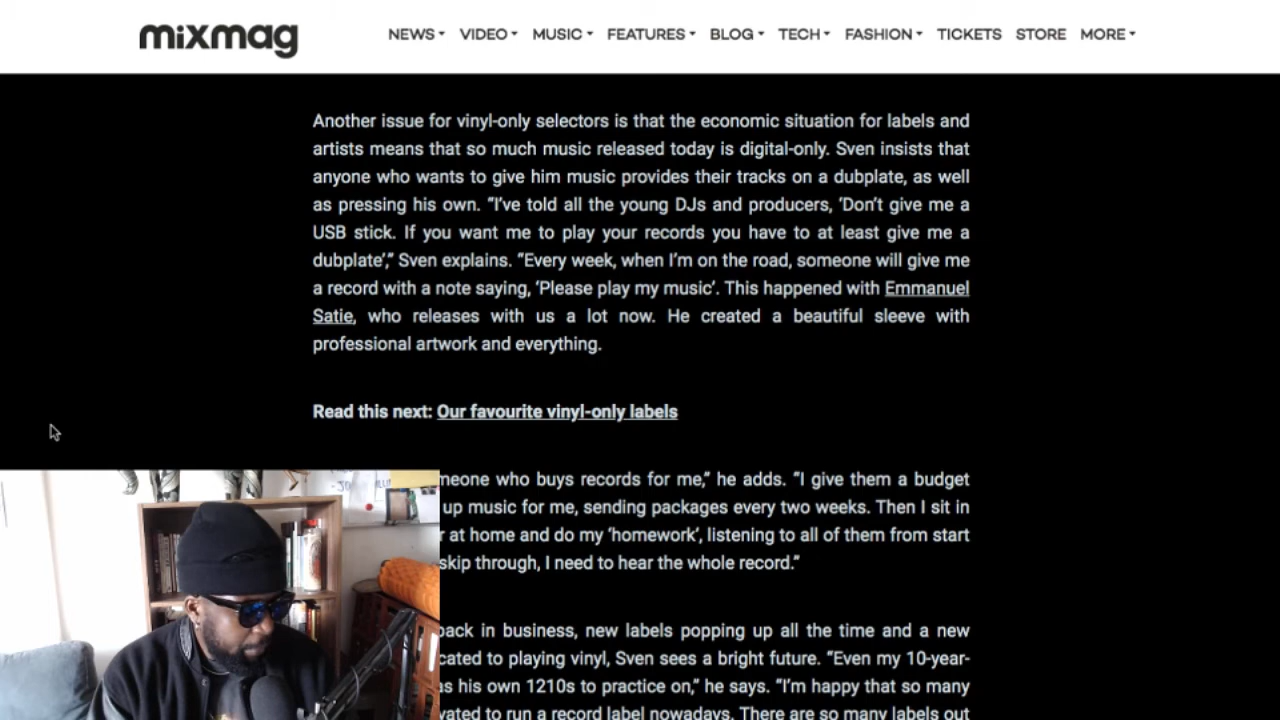 mixmag
NEWS VIDEO MUSIC FEATURES BLOG TECH FASHION TICKETS STORE MORE
Another issue for vinyl-only selectors is that the economic situation for labels and
artists means that so much music released today is digital-only. Sven insists that
anyone who wants to give him music provides their tracks on a dubplate, as well
as pressing his own. “I’ve told all the young DJs and producers, ‘Don’t give me a
USB stick. If you want me to play your records you have to at least give me a
dubplate’,” Sven explains. “Every week, when I’m on the road, someone will give me
a record with a note saying, ‘Please play my music’. This happened with Emmanuel
Satie, who releases with us a lot now. He created a beautiful sleeve with
professional artwork and everything.
Read this next: Our favourite vinyl-only labels
meone who buys records for me,” he adds. “I give them a budget
up music for me, sending packages every two weeks. Then I sit in
r at home and do my ‘homework’, listening to all of them from start
skip through, I need to hear the whole record.”
back in business, new labels popping up all the time and a new
cated to playing vinyl, Sven sees a bright future. “Even my 10-year-
as his own 1210s to practice on,” he says. “I’m happy that so many
vated to run a record label nowadays. There are so many labels out